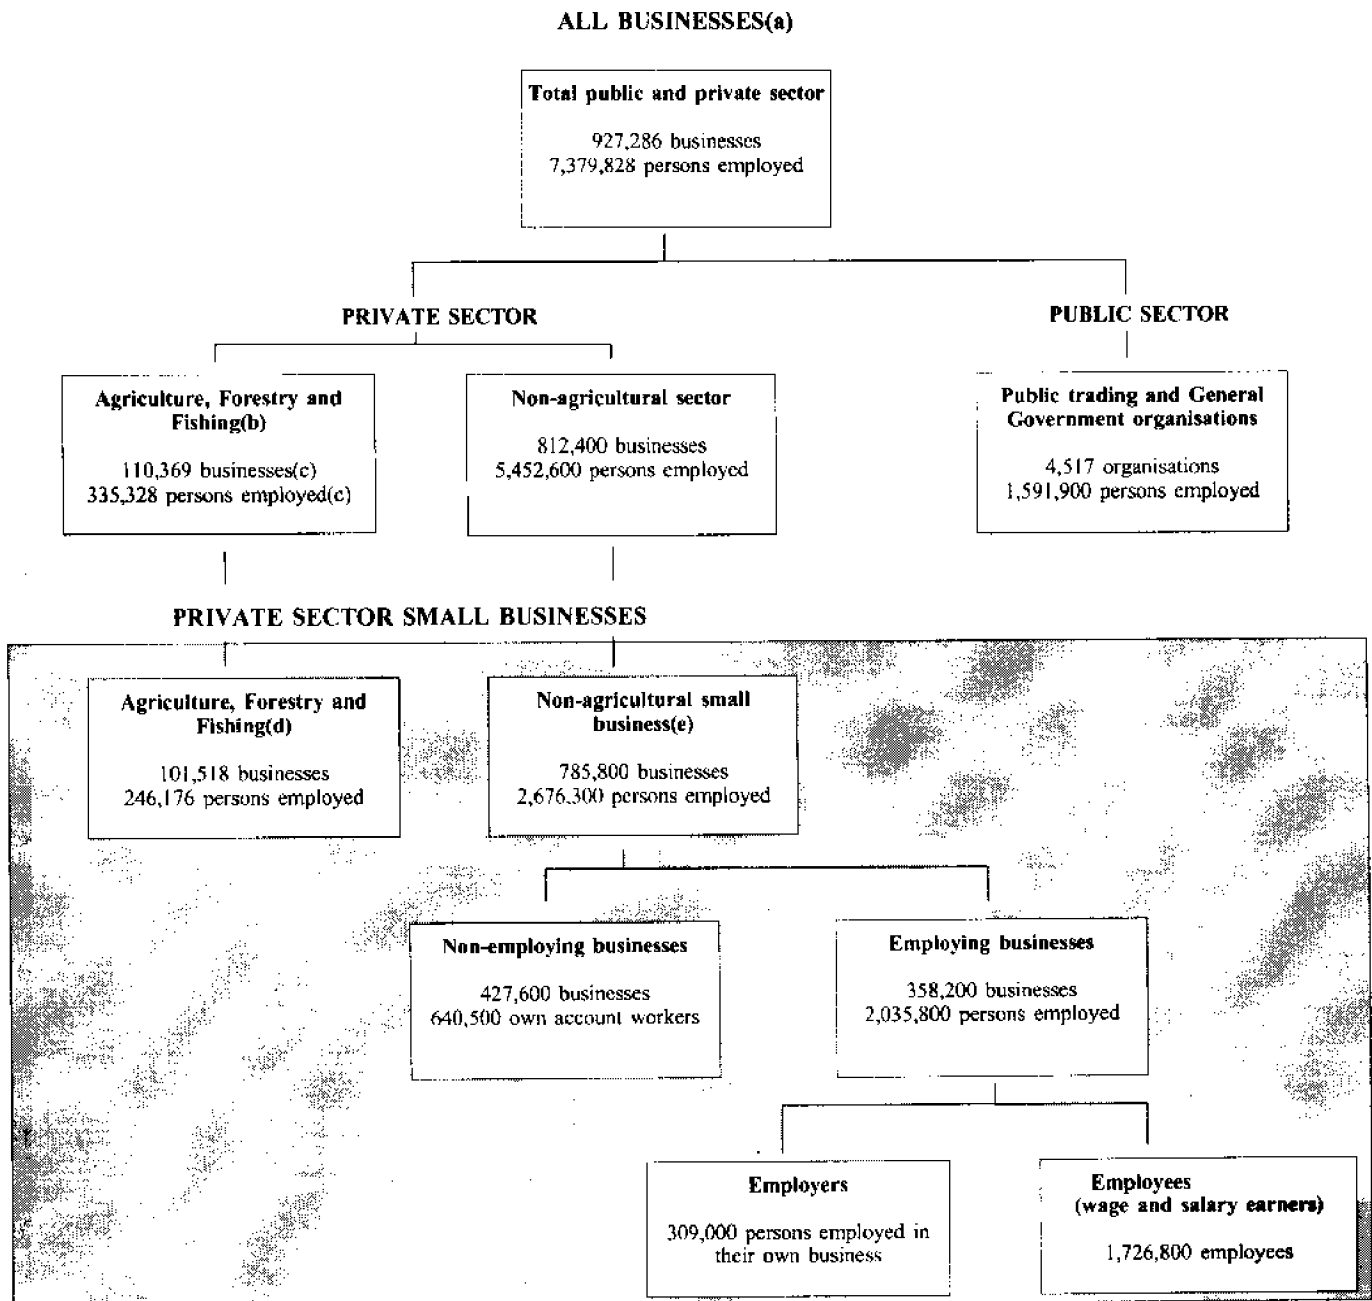 ALL BUSINESSES(a)
Total public and private sector
927,286 businesses
7,379,828 persons employed
PRIVATE SECTOR
PUBLIC SECTOR
Agriculture, Forestry and
Fishing(b)
110,369 businesses(c)
335,328 persons employed(c)
Non-agricultural sector
812,400 businesses
5,452,600 persons employed
Public trading and General
Government organisations
4,517 organisations
1,591,900 persons employed
PRIVATE SECTOR SMALL BUSINESSES
Agriculture, Forestry and
Fishing(d)
101,518 businesses
246,176 persons employed
Non-agricultural small
business(e)
785,800 businesses
2,676,300 persons employed
Non-employing businesses
427,600 businesses
640,500 own account workers
Employing businesses
358,200 businesses
2,035,800 persons employed
Employers
309,000 persons employed in
their own business
Employees
(wage and salary earners)
1,726,800 employees